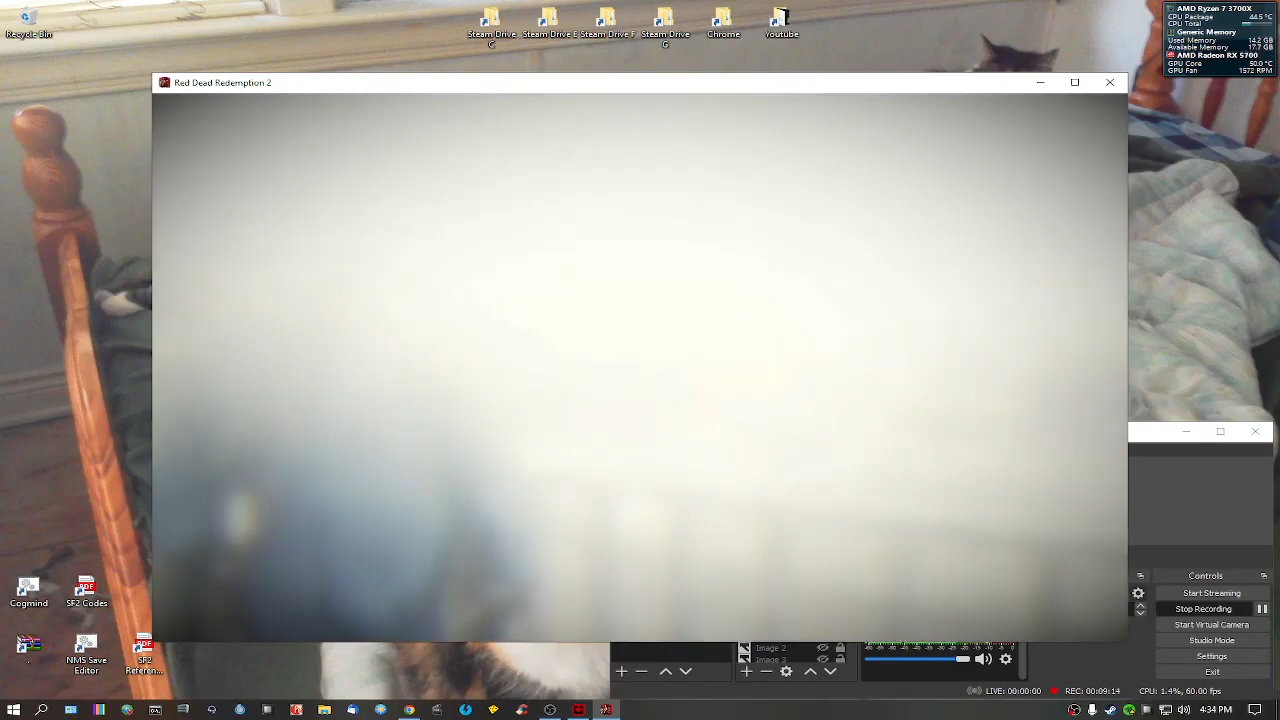 Recycle Bin
Steam Drive C
Steam Drive E
Steam Drive F
Steam Drive G
Chrome
Youtube
AMD Ryzen 7 3700X
CPU Package 44.5 °C
CPU Total
Generic Memory
Used Memory 14.2 GB
Available Memory 17.7 GB
AMD Radeon RX 5700
GPU Core 50.0 °C
GPU Fan 1572 RPM
Red Dead Redemption 2
Cogmind
SF2 Codes
.
NMS Save Editor
SF2 Referen...
Image 2
Image 3
Controls
Start Streaming
Stop Recording
Start Virtual Camera
Studio Mode
Settings
Exit
LIVE: 00:00:00
REC: 00:09:14
CPU: 1.4%, 60.00 fps
4:34 PM